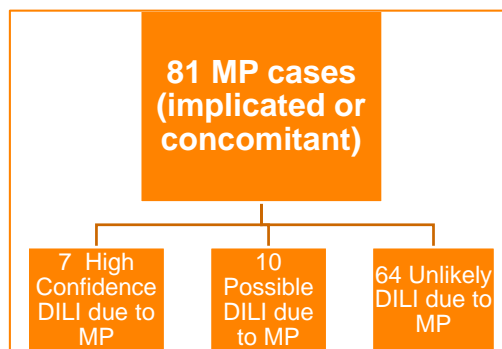 81 MP cases
(implicated or
concomitant)
7 High
Confidence
DILI due to
MP
10
Possible
DILI due
to MP
64 Unlikely
DILI due to
MP